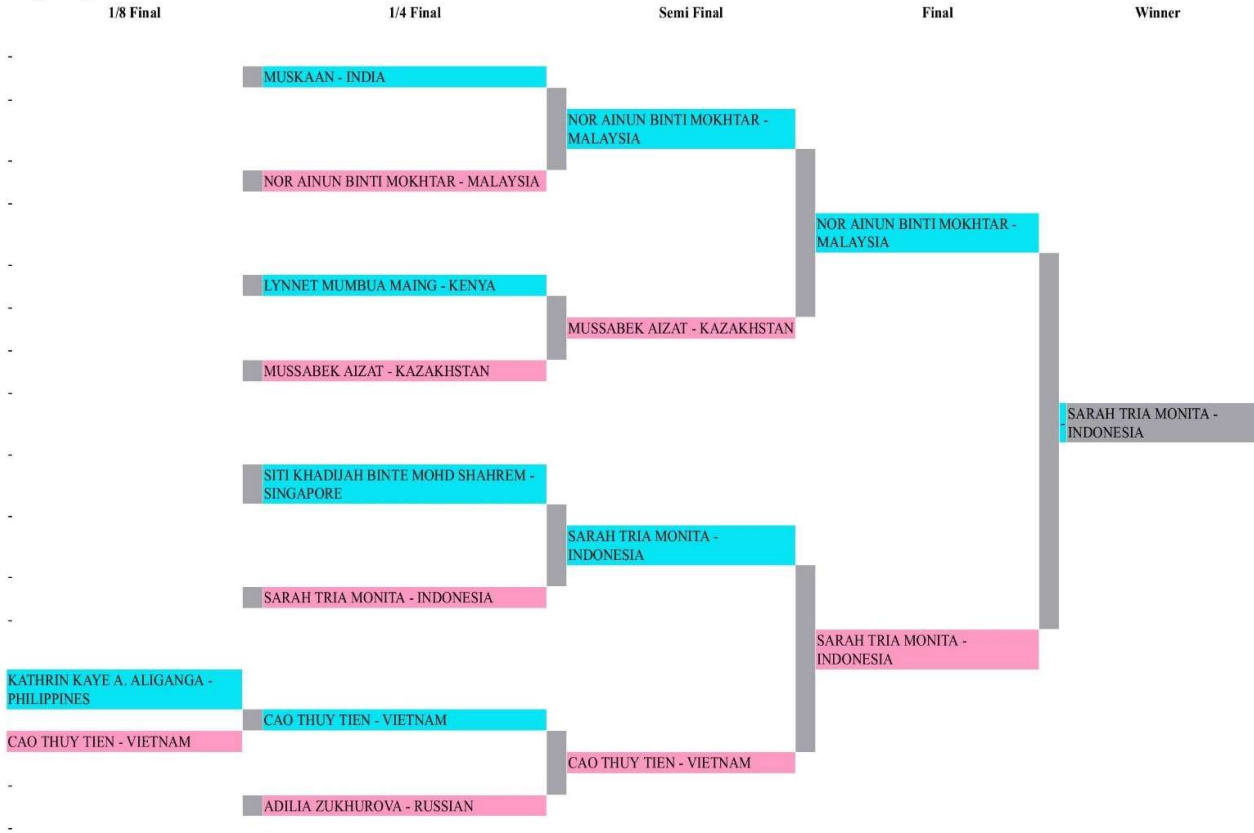 1/8 Final
1/4 Final
Semi Final
Final
Winner
-
MUSKAAN - INDIA
-
NOR AINUN BINTI MOKHTAR -
MALAYSIA
-
NOR AINUN BINTI MOKHTAR - MALAYSIA
-
NOR AINUN BINTI MOKHTAR -
MALAYSIA
-
LYNNET MUMBUA MAING - KENYA
-
MUSSABEK AIZAT - KAZAKHSTAN
-
MUSSABEK AIZAT - KAZAKHSTAN
-
- SARAH TRIA MONITA -
INDONESIA
-
SITI KHADIJAH BINTE MOHD SHAHREM -
SINGAPORE
-
SARAH TRIA MONITA -
INDONESIA
-
SARAH TRIA MONITA - INDONESIA
-
SARAH TRIA MONITA -
INDONESIA
KATHRIN KAYE A. ALIGANGA -
PHILIPPINES
CAO THUY TIEN - VIETNAM
CAO THUY TIEN - VIETNAM
CAO THUY TIEN - VIETNAM
-
ADILIA ZUKHUROVA - RUSSIAN
-